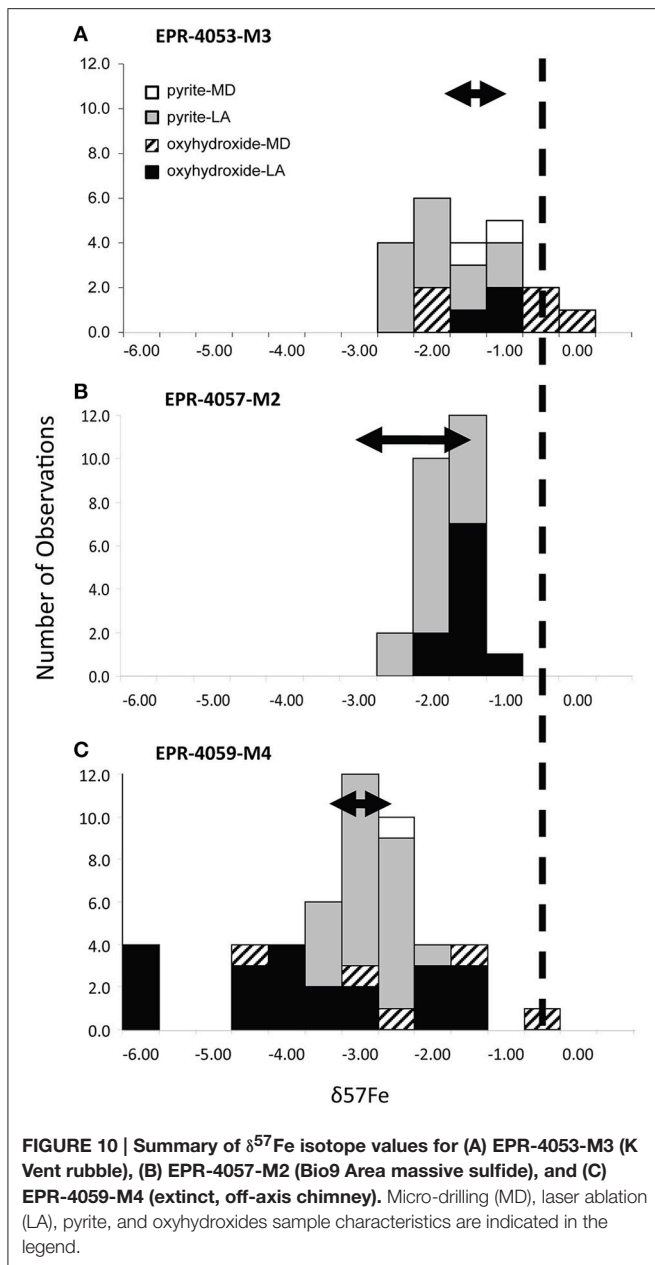 A
EPR-4053-M3
12.0
10.0
8.0
6.0
4.0
2.0
0.0
pyrite-MD
pyrite-LA
oxyhydroxide-MD
oxyhydroxide-LA
-6.00 -5.00 -4.00 -3.00 -2.00 -1.00 0.00
B
EPR-4057-M2
12.0
10.0
8.0
6.0
4.0
2.0
0.0
-6.00 -5.00 -4.00 -3.00 -2.00 -1.00 0.00
Number of Observations
C
EPR-4059-M4
12.0
10.0
8.0
6.0
4.0
2.0
0.0
-6.00 -5.00 -4.00 -3.00 -2.00 -1.00 0.00
δ57Fe
FIGURE 10 | Summary of δ⁵⁷Fe isotope values for (A) EPR-4053-M3 (K
Vent rubble), (B) EPR-4057-M2 (Bio9 Area massive sulfide), and (C)
EPR-4059-M4 (extinct, off-axis chimney). Micro-drilling (MD), laser ablation
(LA), pyrite, and oxyhydroxides sample characteristics are indicated in the
legend.